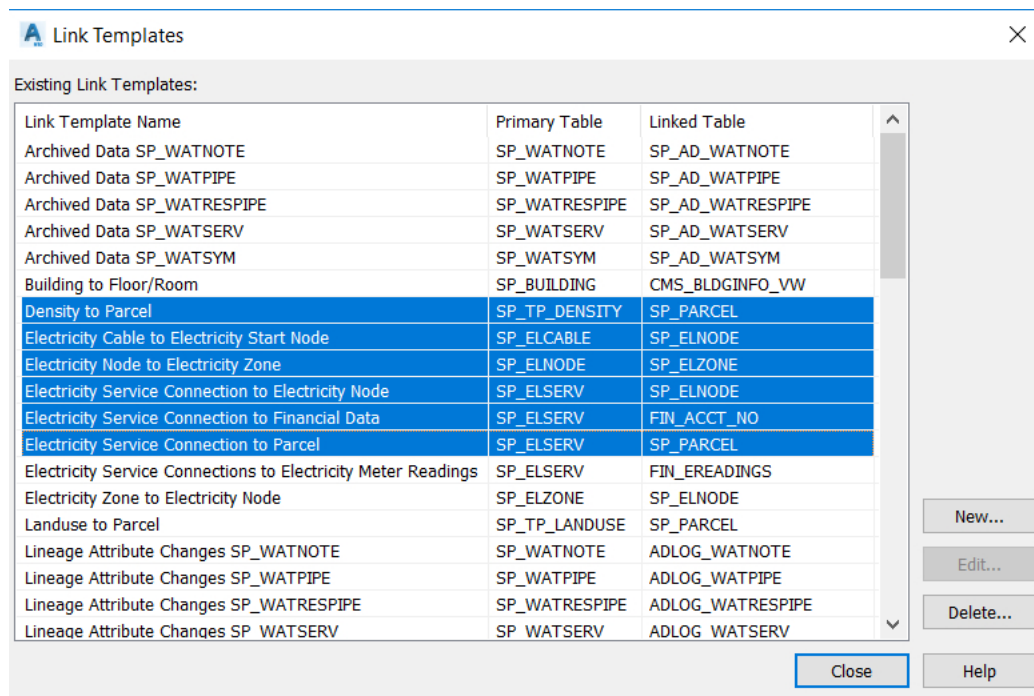 Link Templates
Existing Link Templates:
Link Template Name Primary Table Linked Table
Archived Data SP_WATNOTE SP_WATNOTE SP_AD_WATNOTE
Archived Data SP_WATPIPE SP_WATPIPE SP_AD_WATPIPE
Archived Data SP_WATRESPIPE SP_WATRESPIPE SP_AD_WATRESPIPE
Archived Data SP_WATSERV SP_WATSERV SP_AD_WATSERV
Archived Data SP_WATSYM SP_WATSYM SP_AD_WATSYM
Building to Floor/Room SP_BUILDING CMS_BLDGINFO_VW
Density to Parcel SP_TP_DENSITY SP_PARCEL
Electricity Cable to Electricity Start Node SP_ELCABLE SP_ELNODE
Electricity Node to Electricity Zone SP_ELNODE SP_ELZONE
Electricity Service Connection to Electricity Node SP_ELSERV SP_ELNODE
Electricity Service Connection to Financial Data SP_ELSERV FIN_ACCT_NO
Electricity Service Connection to Parcel SP_ELSERV SP_PARCEL
Electricity Service Connections to Electricity Meter Readings SP_ELSERV FIN_EREADINGS
Electricity Zone to Electricity Node SP_ELZONE SP_ELNODE
Landuse to Parcel SP_TP_LANDUSE SP_PARCEL
Lineage Attribute Changes SP_WATNOTE SP_WATNOTE ADLOG_WATNOTE
Lineage Attribute Changes SP_WATPIPE SP_WATPIPE ADLOG_WATPIPE
Lineage Attribute Changes SP_WATRESPIPE SP_WATRESPIPE ADLOG_WATRESPIPE
Lineage Attribute Changes SP_WATSERV SP_WATSERV ADLOG_WATSERV
New...
Edit...
Delete...
Close
Help